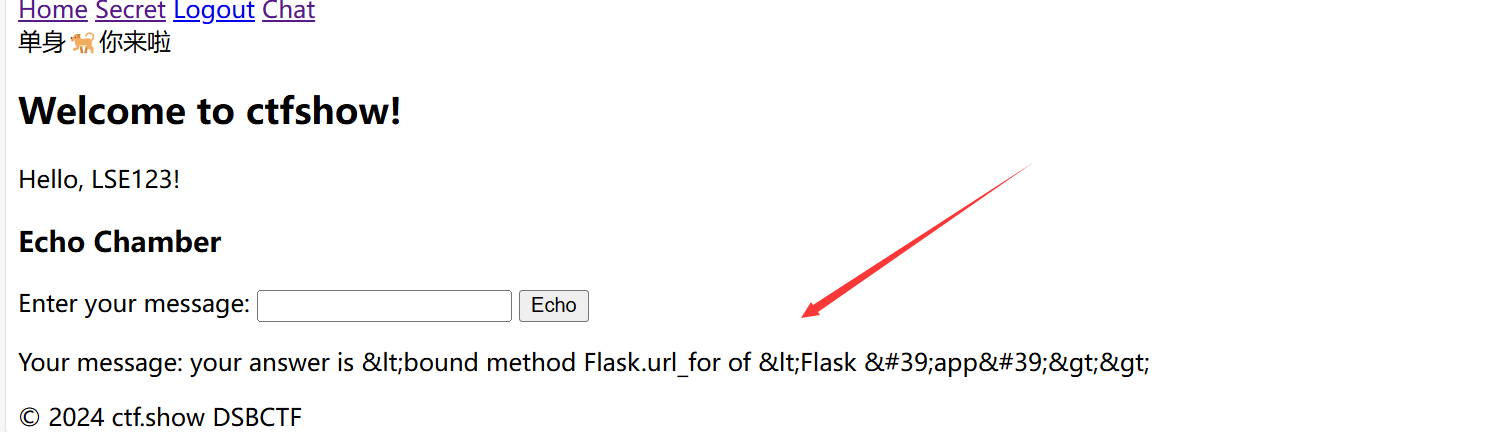 Home Secret Logout Chat
单身🐕你来啦
Welcome to ctfshow!
Hello, LSE123!
Echo Chamber
Enter your message: Echo
Your message: your answer is &lt;bound method Flask.url_for of &lt;Flask &#39;app&#39;&gt;&gt;
© 2024 ctf.show DSBCTF